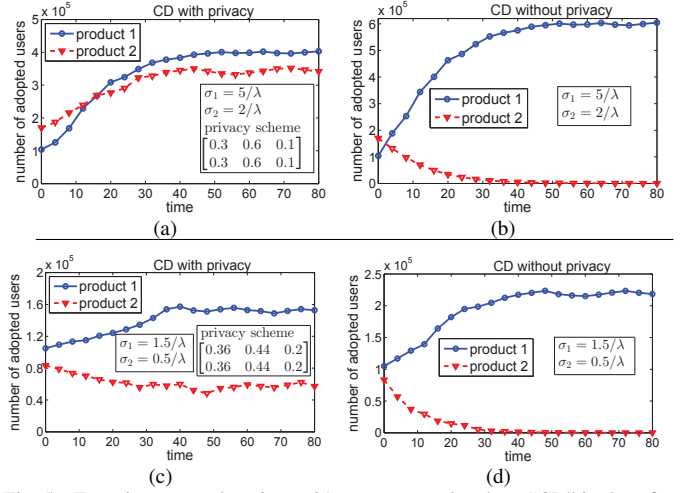 x 10^5 CD with privacy
product 1
product 2
σ₁ = 5/λ
σ₂ = 2/λ
privacy scheme
[0.3 0.6 0.1]
[0.3 0.6 0.1]
number of adopted users
5
4
3
2
1
0
0 10 20 30 40 50 60 70 80
time
(a)
x 10^5 CD without privacy
product 1
product 2
σ₁ = 5/λ
σ₂ = 2/λ
number of adopted users
6
5
4
3
2
1
0
0 10 20 30 40 50 60 70 80
time
(b)
x 10^5 CD with privacy
product 1
product 2
σ₁ = 1.5/λ
σ₂ = 0.5/λ
privacy scheme
[0.36 0.44 0.2]
[0.36 0.44 0.2]
number of adopted users
2
1.6
1.2
0.8
0.4
0
0 10 20 30 40 50 60 70 80
time
(c)
x 10^5 CD without privacy
product 1
product 2
σ₁ = 1.5/λ
σ₂ = 0.5/λ
number of adopted users
2.5
2
1.5
1
0.5
0
0 10 20 30 40 50 60 70 80
time
(d)